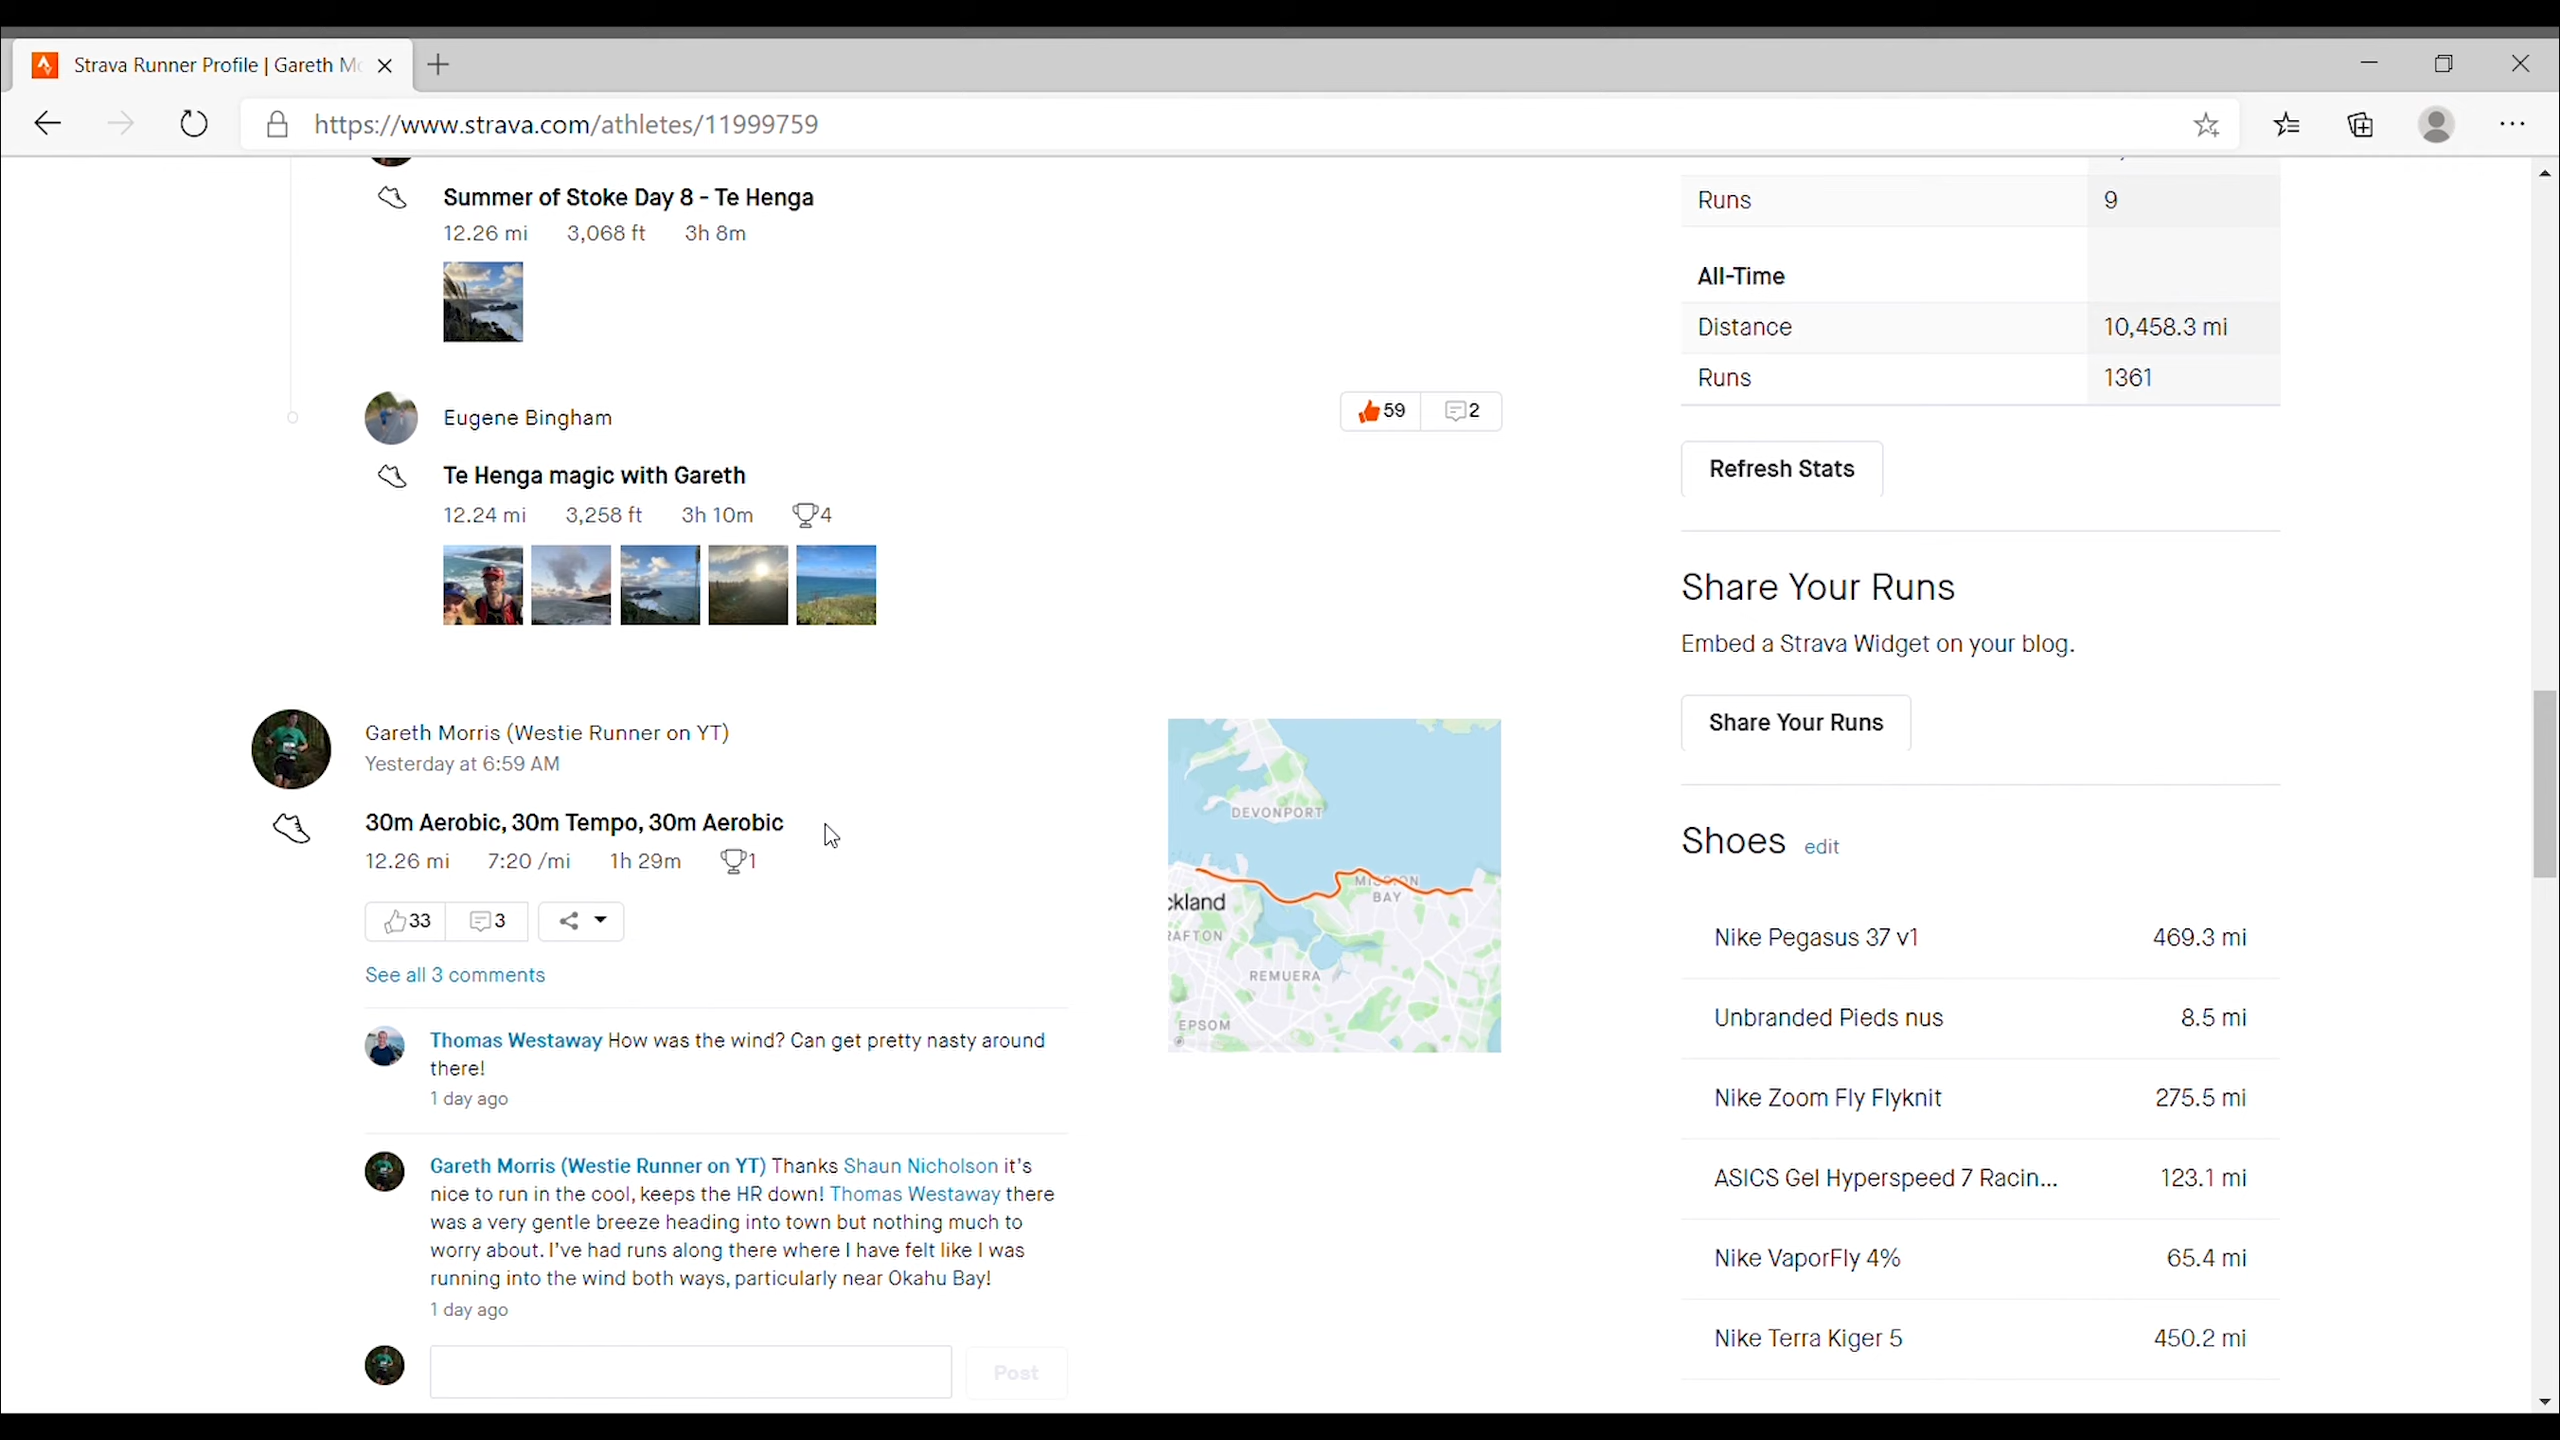 Strava Runner Profile | Gareth Mo
https://www.strava.com/athletes/11999759
Summer of Stoke Day 8 - Te Henga
12.26 mi 3,068 ft 3h 8m
Eugene Bingham
59 2
Te Henga magic with Gareth
12.24 mi 3,258 ft 3h 10m 4
Gareth Morris (Westie Runner on YT)
Yesterday at 6:59 AM
30m Aerobic, 30m Tempo, 30m Aerobic
12.26 mi 7:20 /mi 1h 29m 1
33 3
See all 3 comments
Thomas Westaway How was the wind? Can get pretty nasty around
there!
1 day ago
Gareth Morris (Westie Runner on YT) Thanks Shaun Nicholson it's
nice to run in the cool, keeps the HR down! Thomas Westaway there
was a very gentle breeze heading into town but nothing much to
worry about. I've had runs along there where I have felt like I was
running into the wind both ways, particularly near Okahu Bay!
1 day ago
Post
DEVONPORT
MISSION
BAY
ckland
RAFTON
REMUERA
EPSOM
Runs 9
All-Time
Distance 10,458.3 mi
Runs 1361
Refresh Stats
Share Your Runs
Embed a Strava Widget on your blog.
Share Your Runs
Shoes edit
Nike Pegasus 37 v1 469.3 mi
Unbranded Pieds nus 8.5 mi
Nike Zoom Fly Flyknit 275.5 mi
ASICS Gel Hyperspeed 7 Racin... 123.1 mi
Nike VaporFly 4% 65.4 mi
Nike Terra Kiger 5 450.2 mi